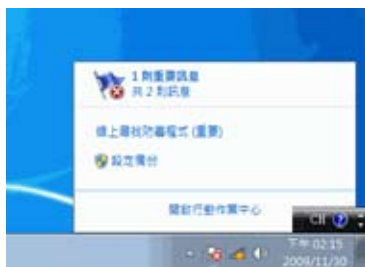 1 則重要訊息
共 2 則訊息
線上尋找防毒程式 (重要)
設定備份
開啟行動作業中心
CH
下午 02:15
2009/11/30